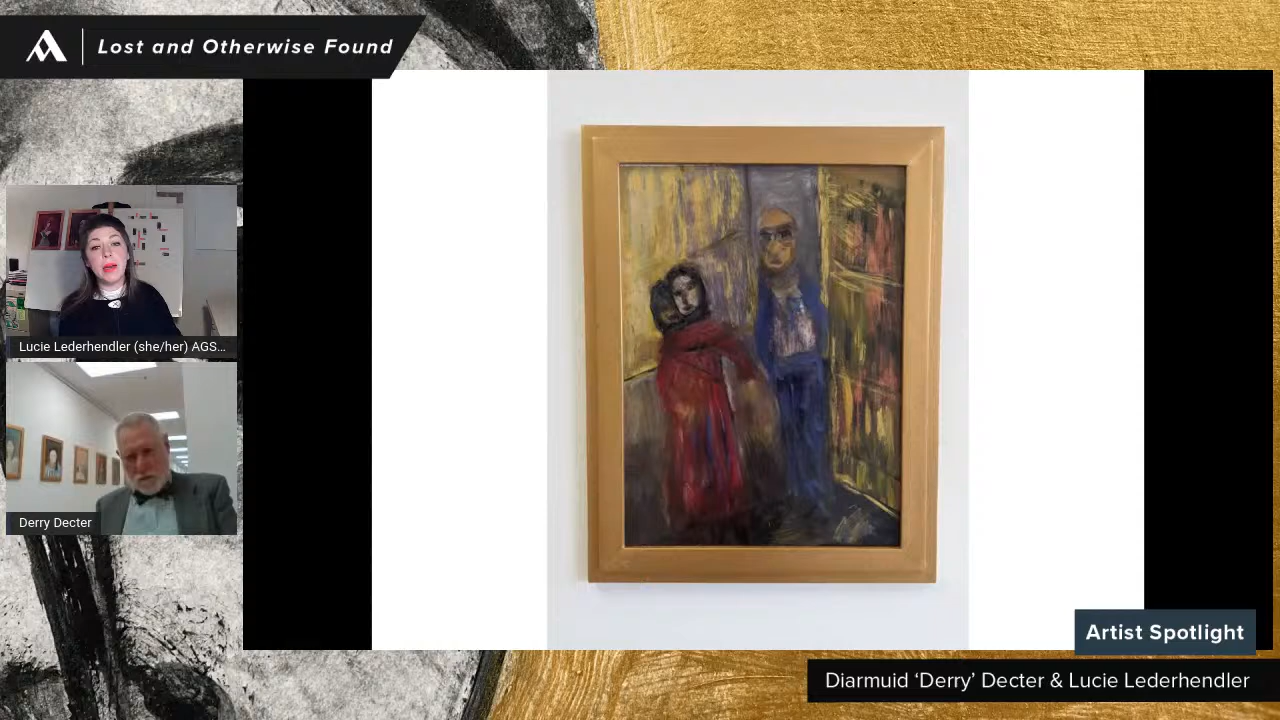 Lost and Otherwise Found
Lucie Lederhendler (she/her) AGS...
Derry Decter
Artist Spotlight
Diarmuid ‘Derry’ Decter & Lucie Lederhendler